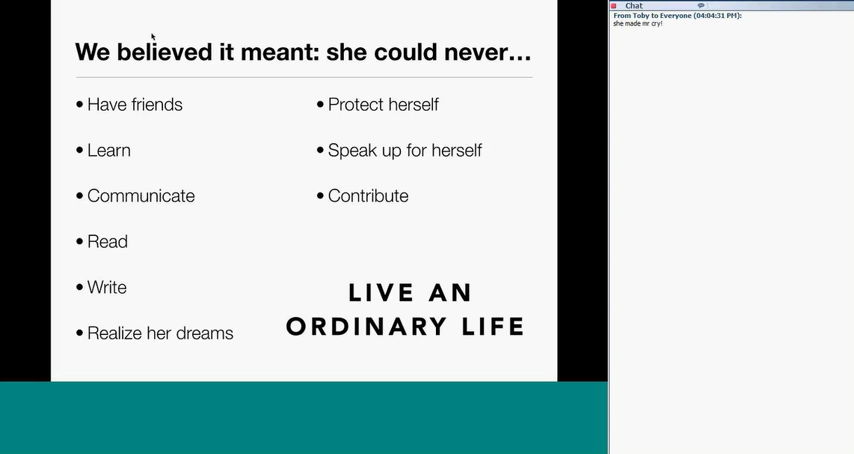 We believed it meant: she could never...
• Have friends
• Learn
• Communicate
• Read
• Write
• Realize her dreams
• Protect herself
• Speak up for herself
• Contribute
LIVE AN
ORDINARY LIFE
Chat
From Toby to Everyone (04:04:31 PM):
she made mr cry!